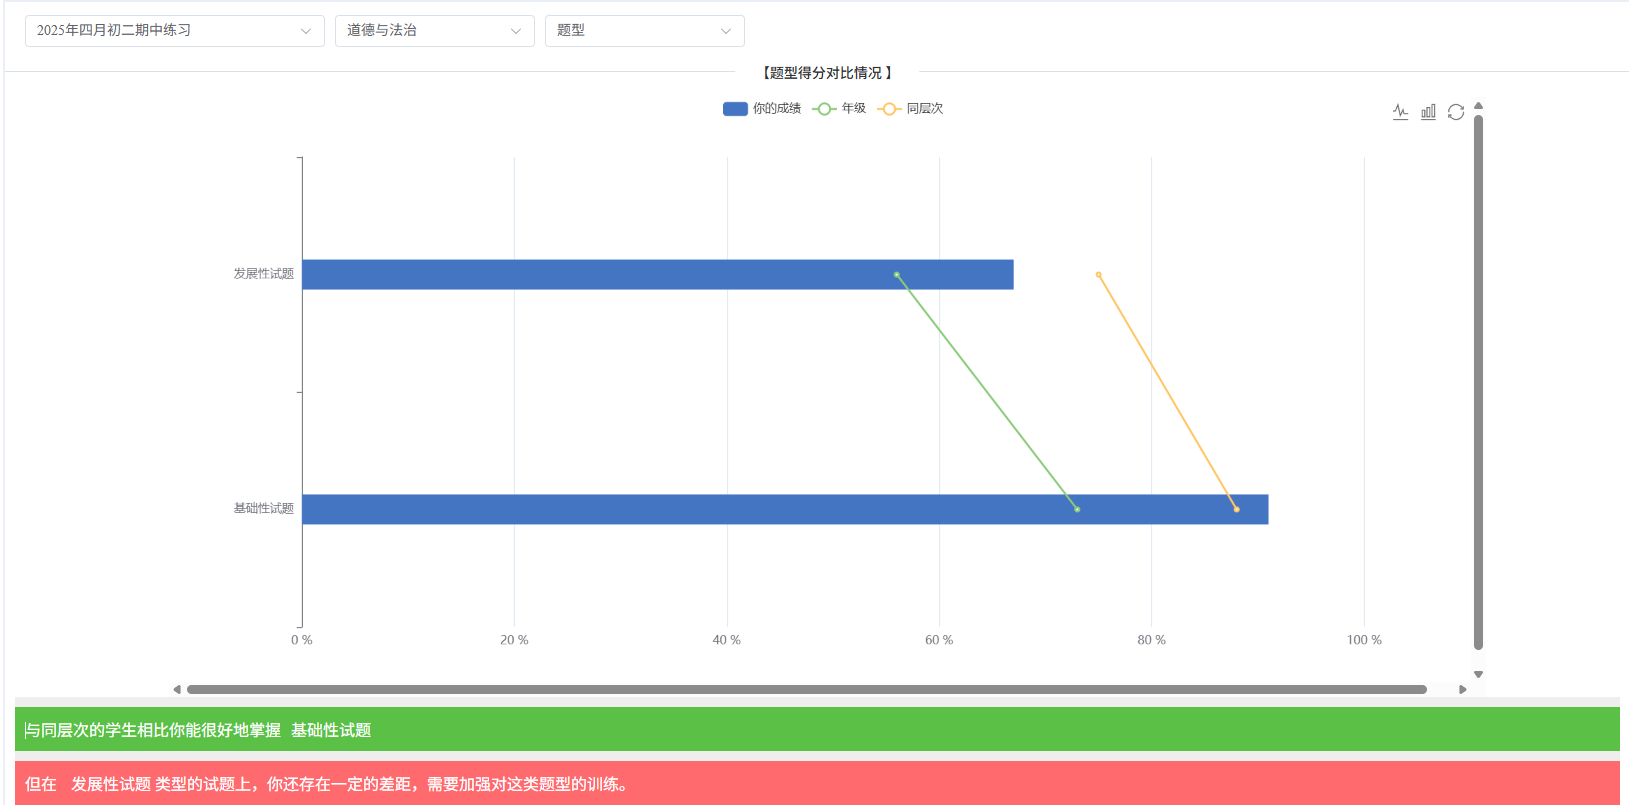 2025年四月初二期中练习 道德与法治 题型
【题型得分对比情况 】
你的成绩 年级 同层次
发展性试题
基础性试题
0 % 20 % 40 % 60 % 80 % 100 %
与同层次的学生相比你能很好地掌握 基础性试题
但在 发展性试题 类型的试题上，你还存在一定的差距，需要加强对这类题型的训练。